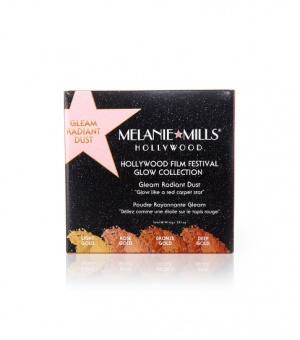 GLEAM
RADIANT
DUST
MELANIE★MILLS®
HOLLYWOOD
HOLLYWOOD FILM FESTIVAL
GLOW COLLECTION
Gleam Radiant Dust
"Glow like a red carpet star"
Poudre Rayonnante Gleam
"Défilez comme une étoile sur le tapis rouge"
LIGHT
GOLD
ROSE
GOLD
BRONZE
GOLD
DEEP
GOLD